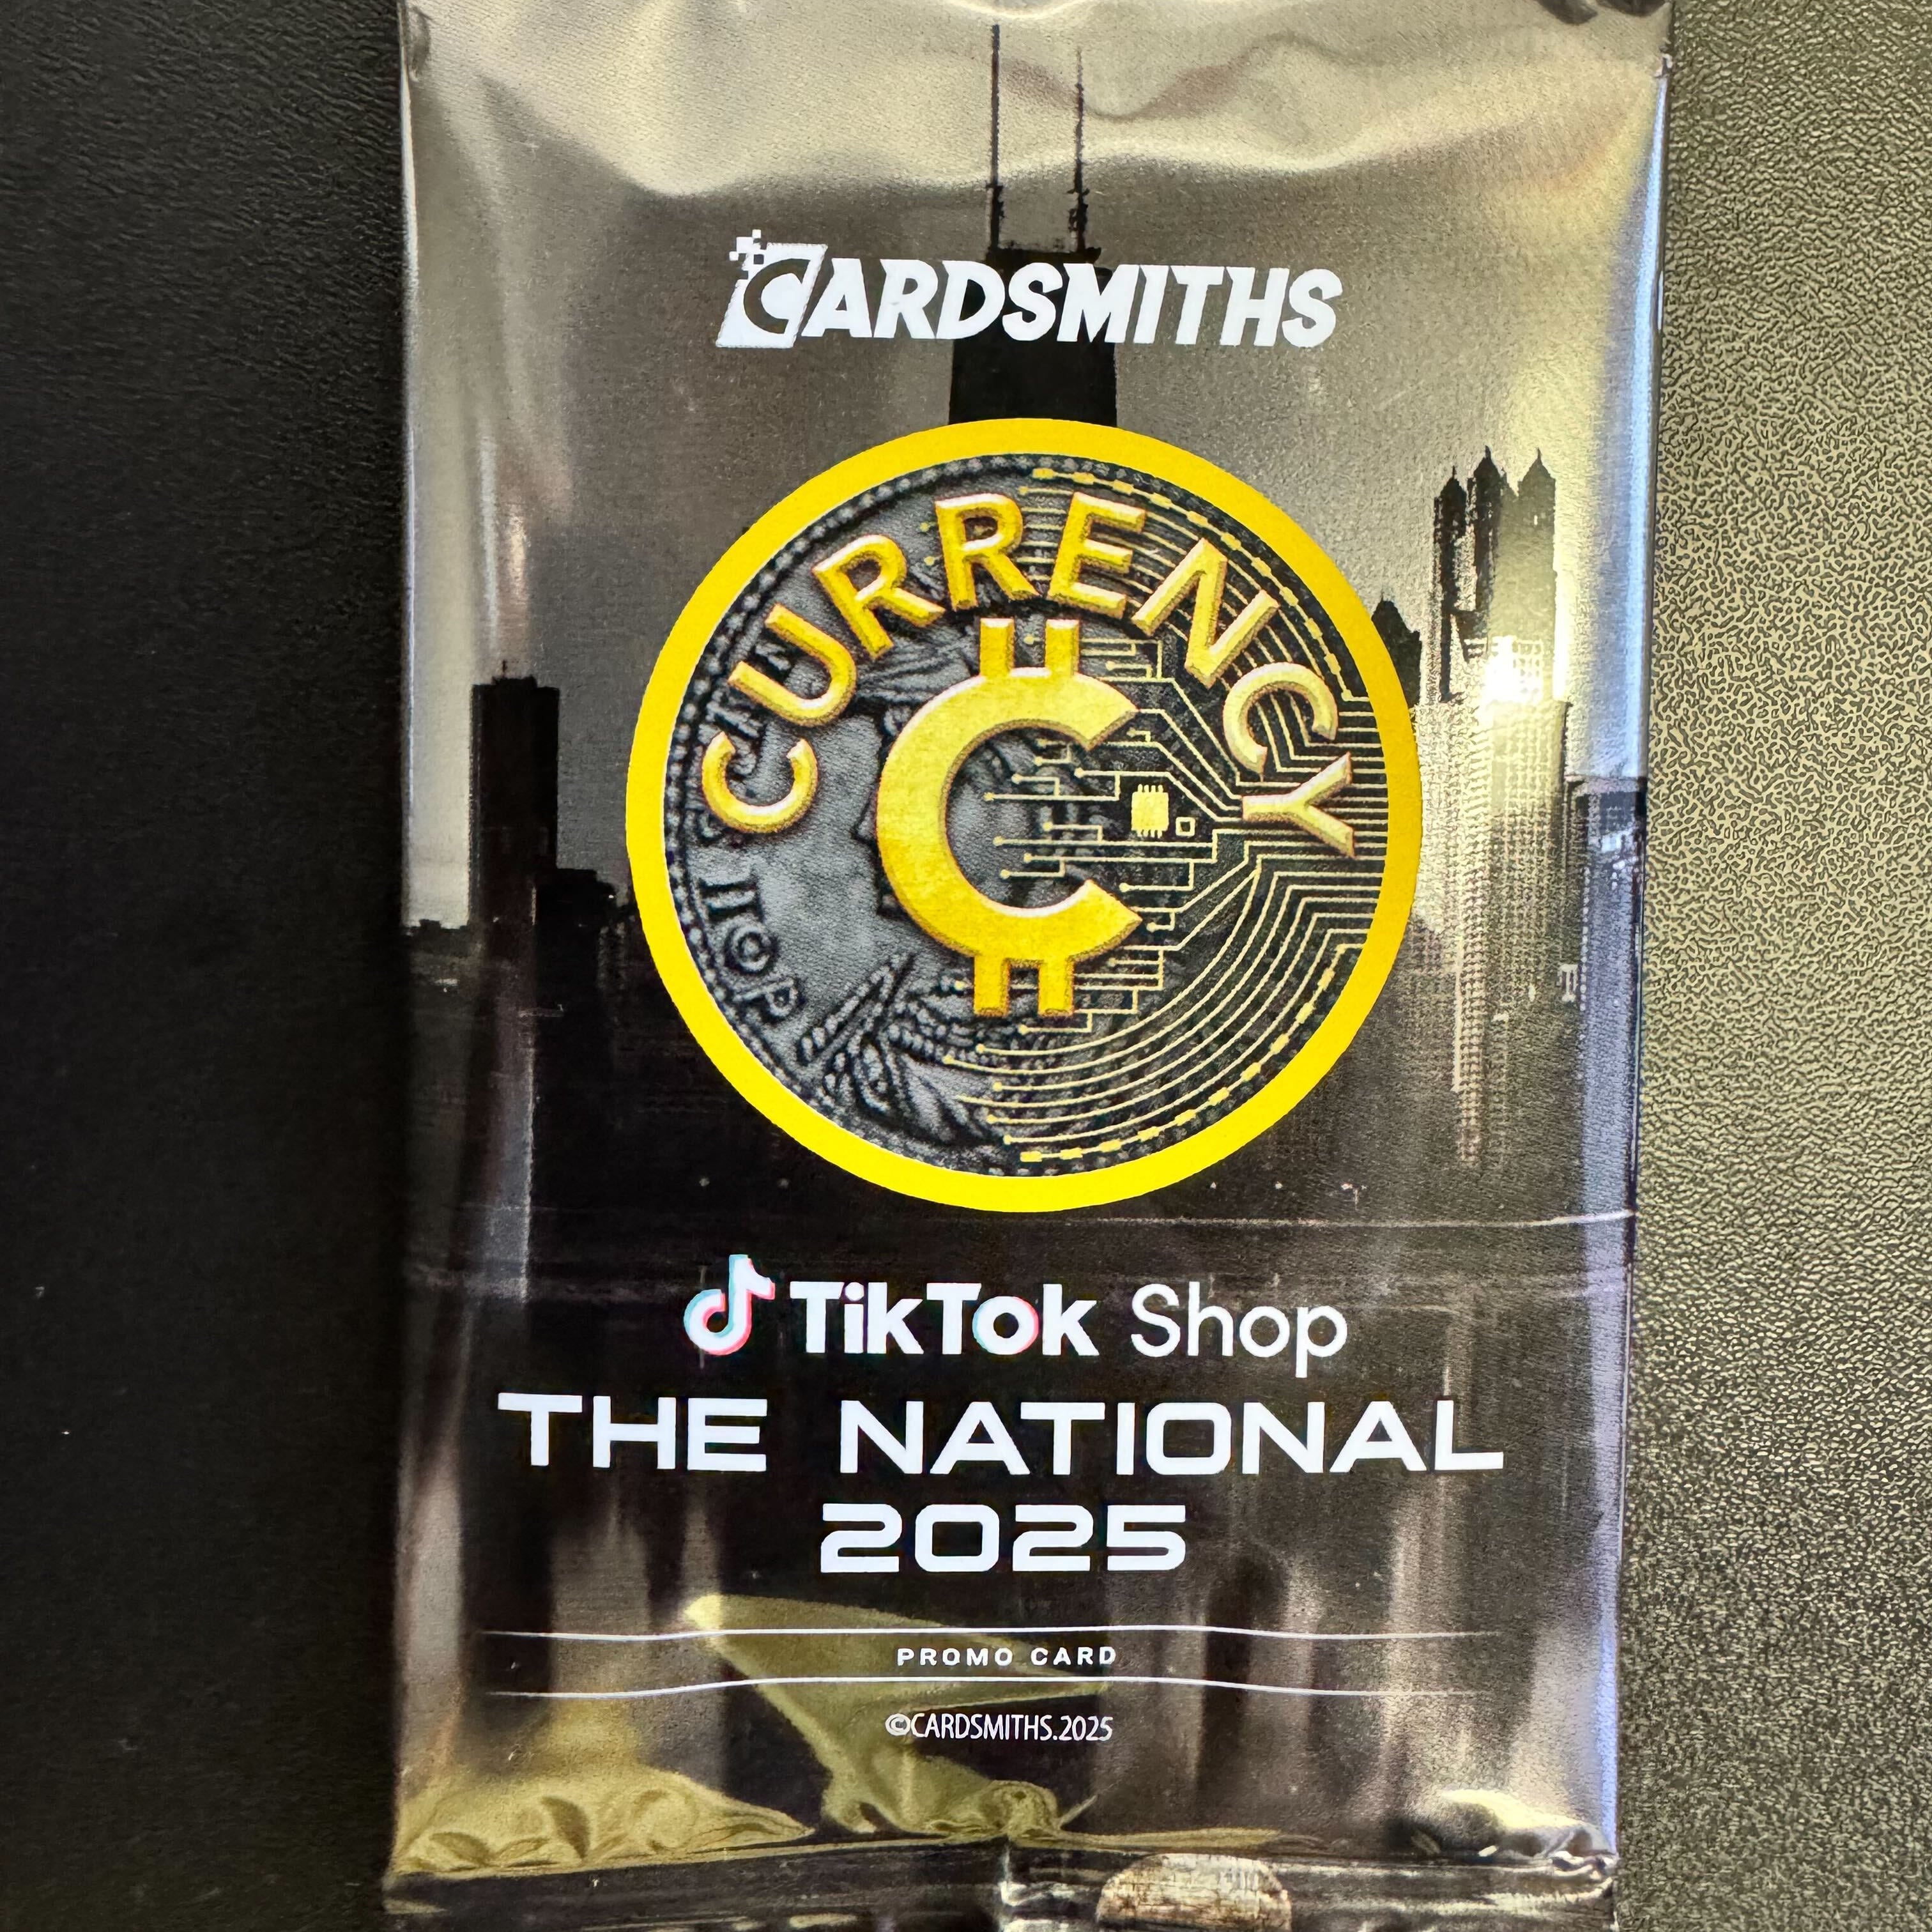 CARDSMITHS
CURRENCY
TikTok Shop
THE NATIONAL
2025
PROMO CARD
©CARDSMITHS.2025